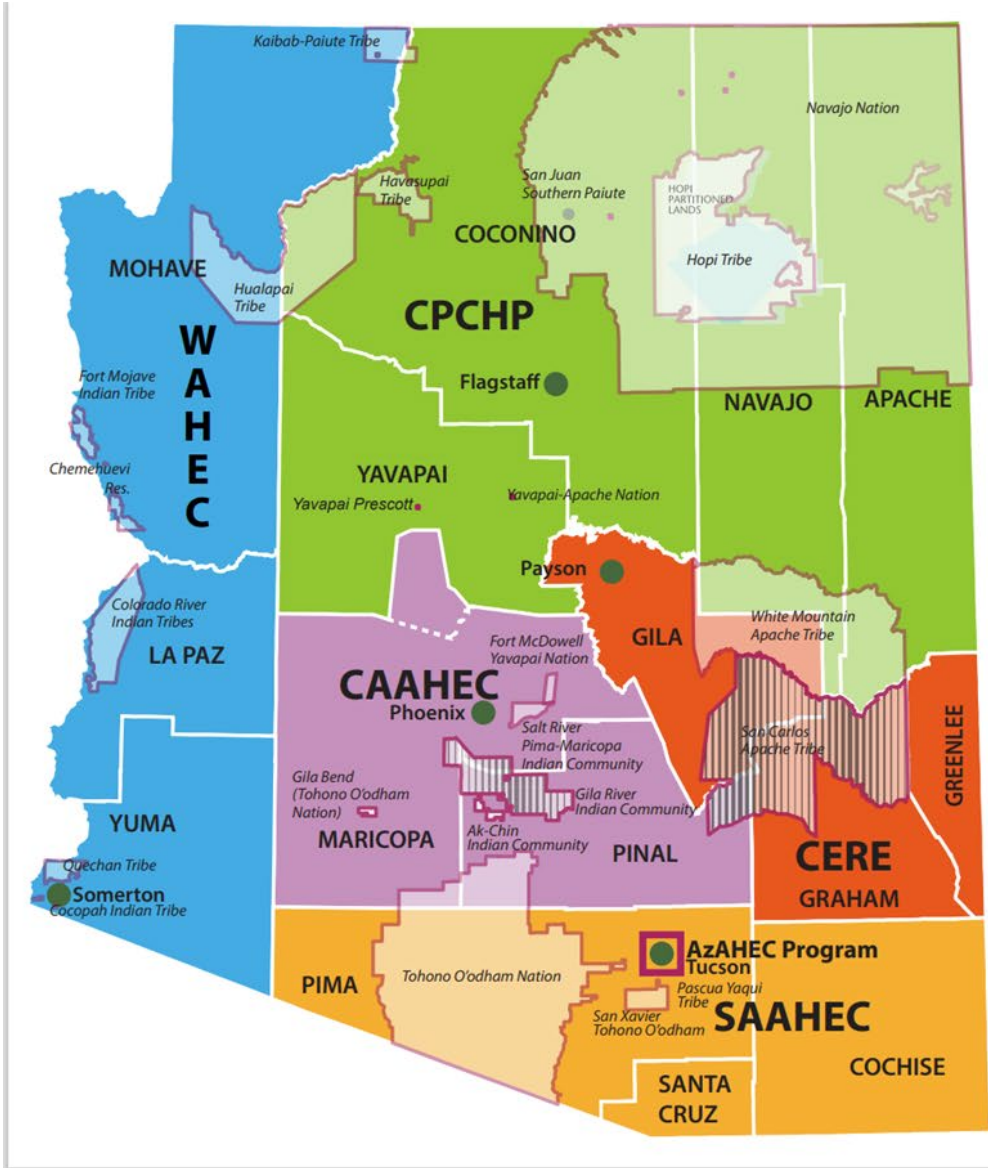 Kaibab-Paiute Tribe
Navajo Nation
Havasupai
Tribe
San Juan
Southern Paiute
HOPI
PARTITIONED
LANDS
COCONINO
Hopi Tribe
MOHAVE
Hualapai
Tribe
CPCHP
W
A
H
E
C
Fort Mojave
Indian Tribe
Flagstaff
NAVAJO
APACHE
Chemehuevi
Res.
YAVAPAI
Yavapai Prescott
Yavapai-Apache Nation
Payson
Colorado River
Indian Tribes
LA PAZ
White Mountain
Apache Tribe
GILA
Fort McDowell
Yavapai Nation
CAAHEC
Phoenix
Salt River
Pima-Maricopa
Indian Community
San Carlos
Apache Tribe
GREENLEE
Gila Bend
(Tohono O'odham
Nation)
Gila River
Indian Community
YUMA
MARICOPA
Ak-Chin
Indian Community
PINAL
CERE
GRAHAM
Quechan Tribe
Somerton
Cocopah Indian Tribe
AzAHEC Program
Tucson
PIMA
Tohono O'odham Nation
Pascua Yaqui
Tribe
San Xavier
Tohono O'odham
SAAHEC
COCHISE
SANTA
CRUZ